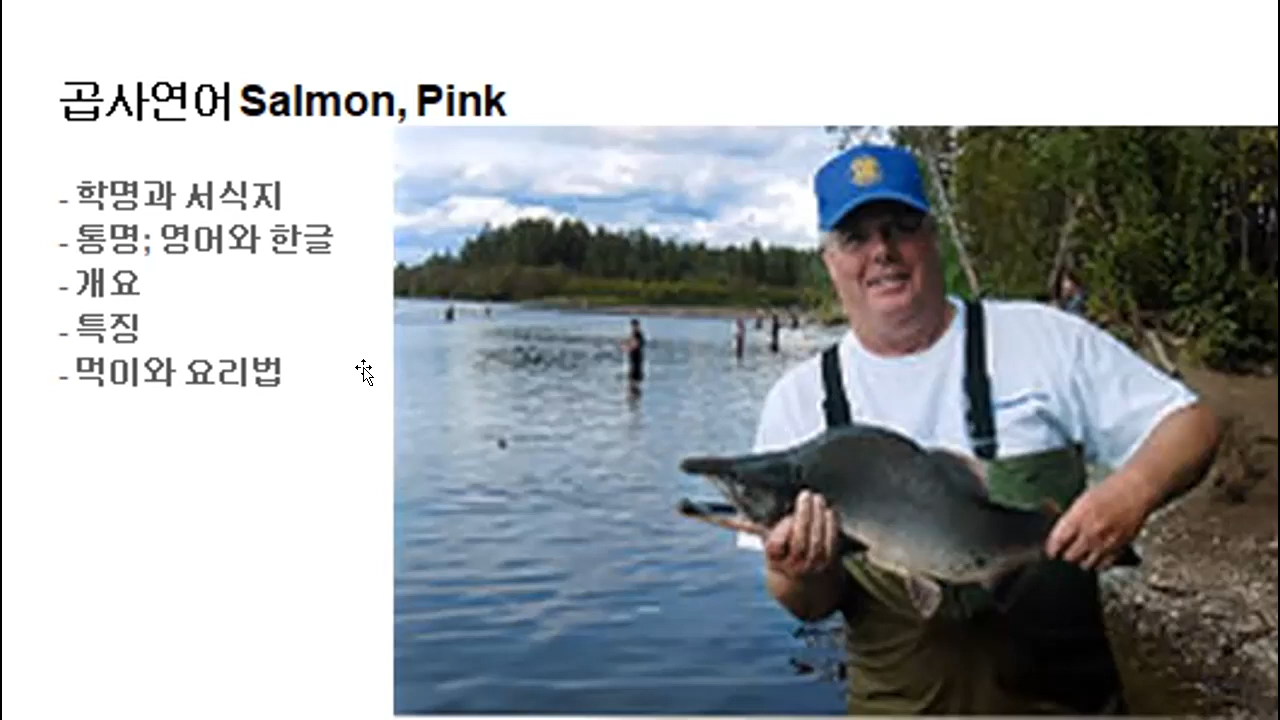 곱사연어 Salmon, Pink
- 학명과 서식지
- 통명; 영어와 한글
- 개요
- 특징
- 먹이와 요리법